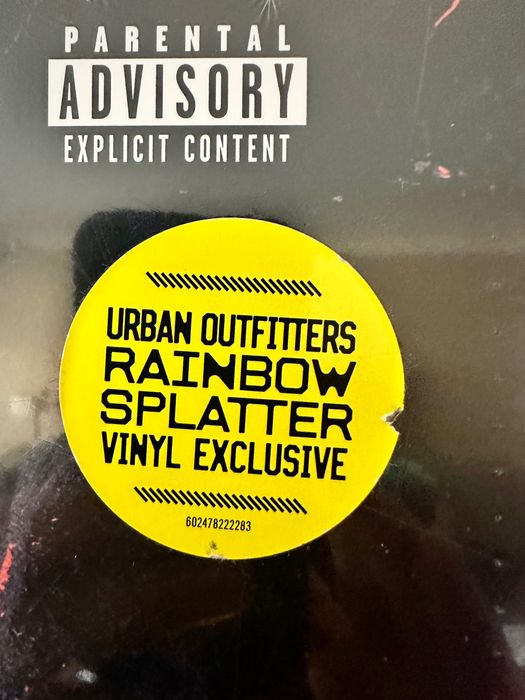 PARENTAL
ADVISORY
EXPLICIT CONTENT
URBAN OUTFITTERS
RAINBOW
SPLATTER
VINYL EXCLUSIVE
602478222283